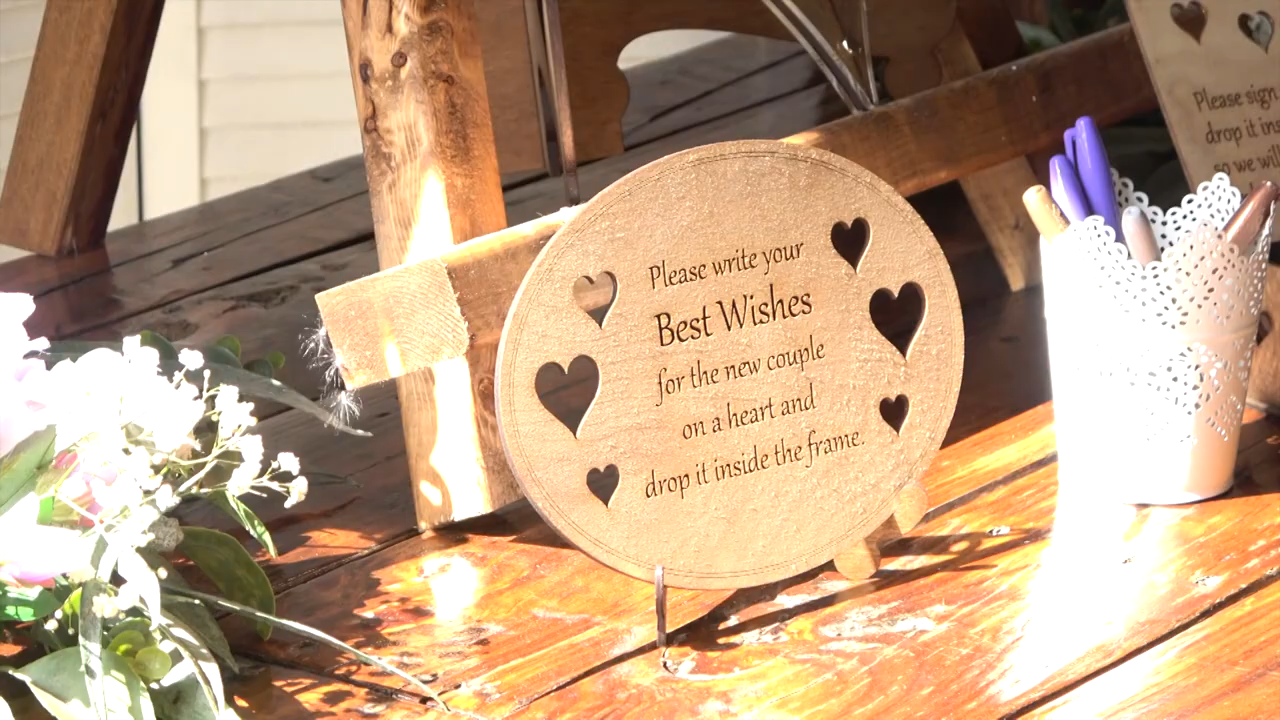 Please write your
Best Wishes
for the new couple
on a heart and
drop it inside the frame.
Please sign
drop it
so we will